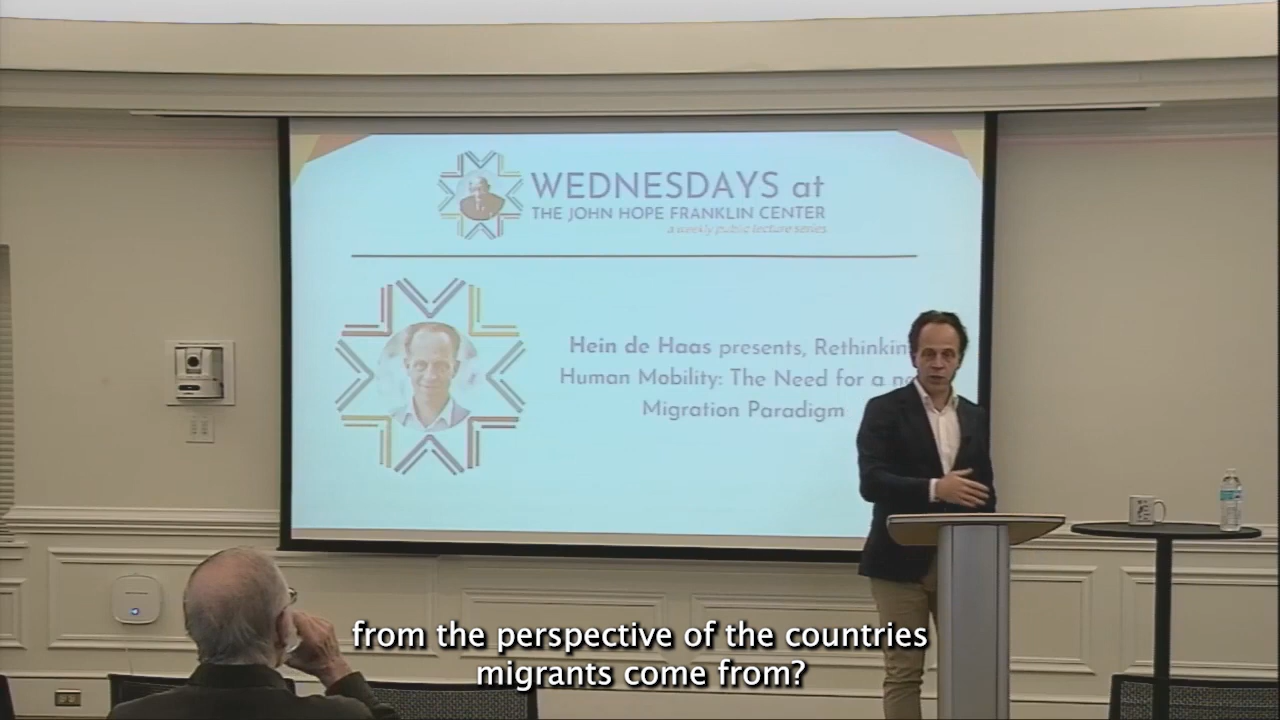 WEDNESDAYS at
THE JOHN HOPE FRANKLIN CENTER
a weekly public lecture series
Hein de Haas presents, Rethinkin
Human Mobility: The Need for a n
Migration Paradigm
from the perspective of the countries
migrants come from?